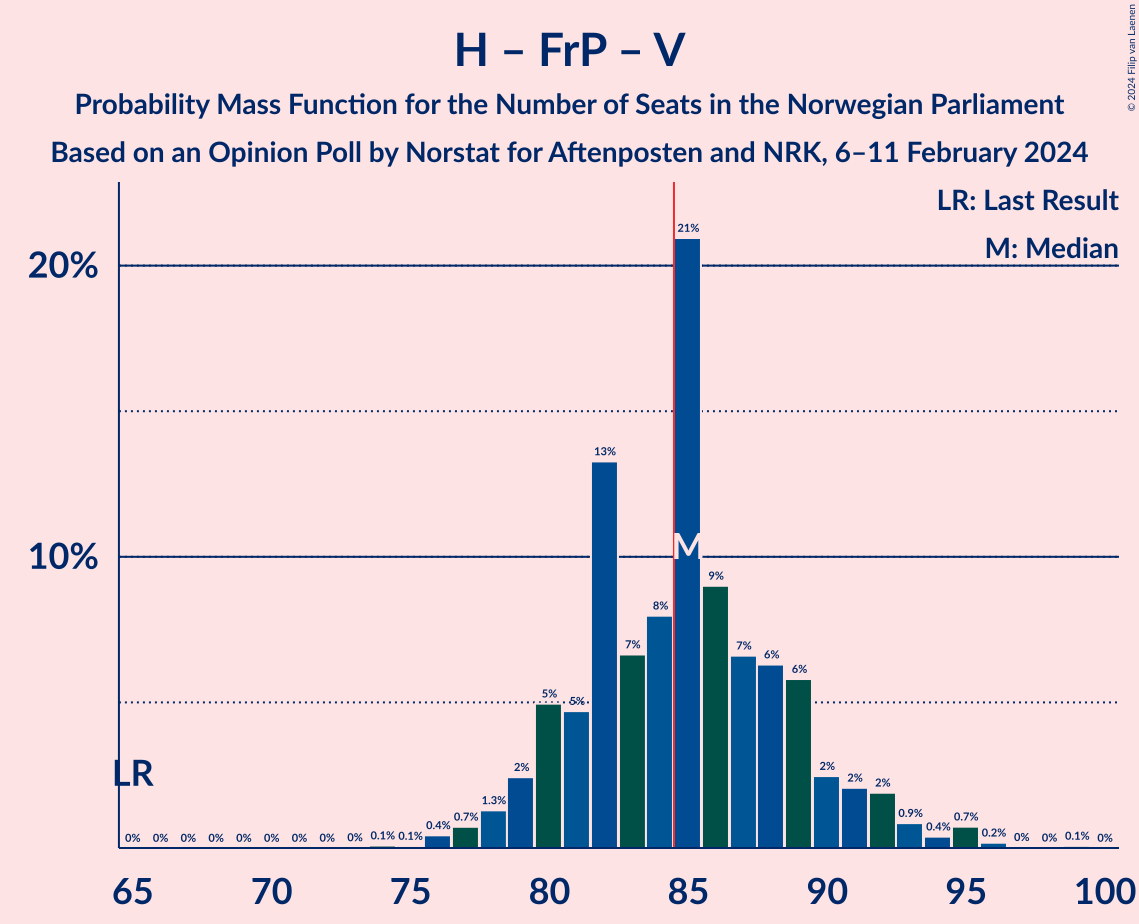 H – FrP – V
Probability Mass Function for the Number of Seats in the Norwegian Parliament
Based on an Opinion Poll by Norstat for Aftenposten and NRK, 6–11 February 2024
© 2024 Filip van Laenen
LR: Last Result
M: Median
20%
10%
LR
M
0% 0% 0% 0% 0% 0% 0% 0% 0% 0.1% 0.1% 0.4% 0.7% 1.3% 2% 5% 5% 13% 7% 8% 21% 9% 7% 6% 6% 2% 2% 2% 0.9% 0.4% 0.7% 0.2% 0% 0% 0.1% 0%
65 70 75 80 85 90 95 100